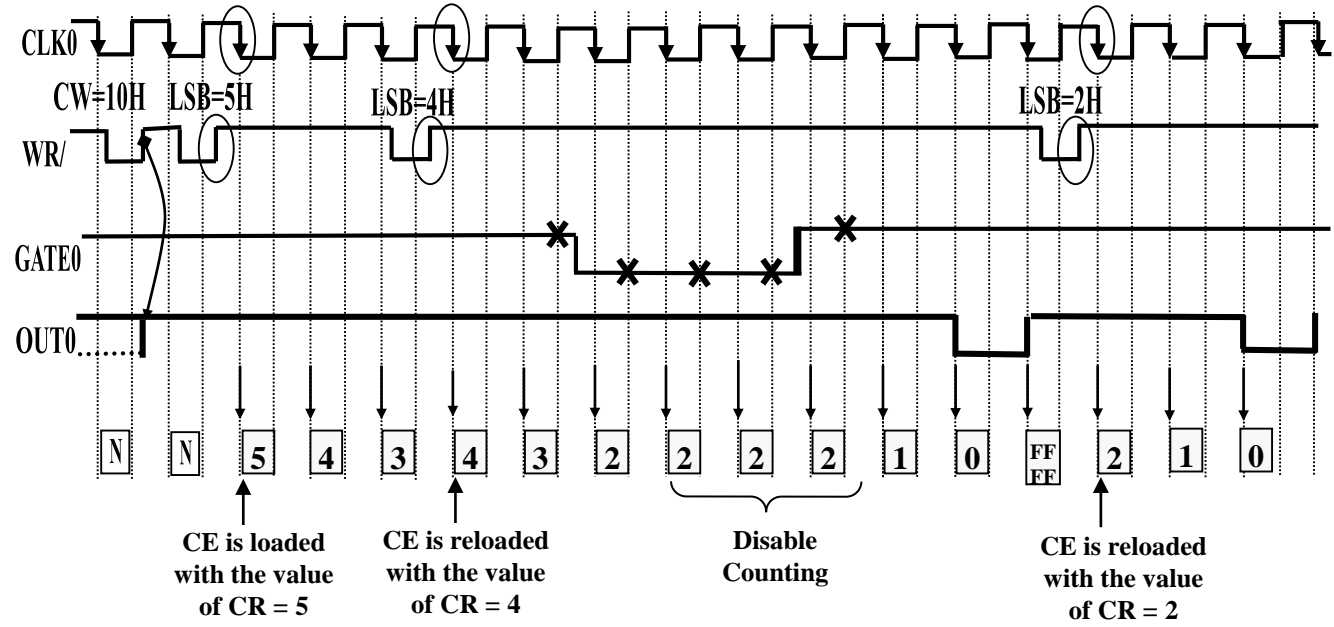 CLK0
CW=10H LSB=5H LSB=4H LSB=2H
WR/
GATE0
OUT0
N N 5 4 3 4 3 2 2 2 2 1 0 FF FF 2 1 0
CE is loaded
with the value
of CR = 5
CE is reloaded
with the value
of CR = 4
Disable
Counting
CE is reloaded
with the value
of CR = 2